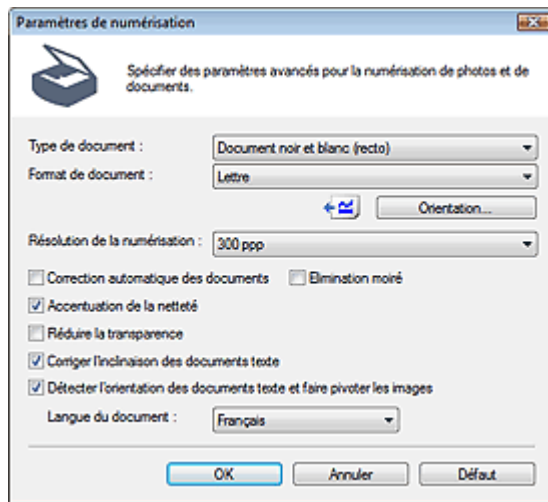 Paramètres de numérisation
Spécifier des paramètres avancés pour la numérisation de photos et de
documents.
Type de document :
Document noir et blanc (recto)
Format de document :
Lettre
Orientation...
Résolution de la numérisation :
300 ppp
Correction automatique des documents
Elimination moiré
Accentuation de la netteté
Réduire la transparence
Corriger l'inclinaison des documents texte
Détecter l'orientation des documents texte et faire pivoter les images
Langue du document :
Français
OK
Annuler
Défaut